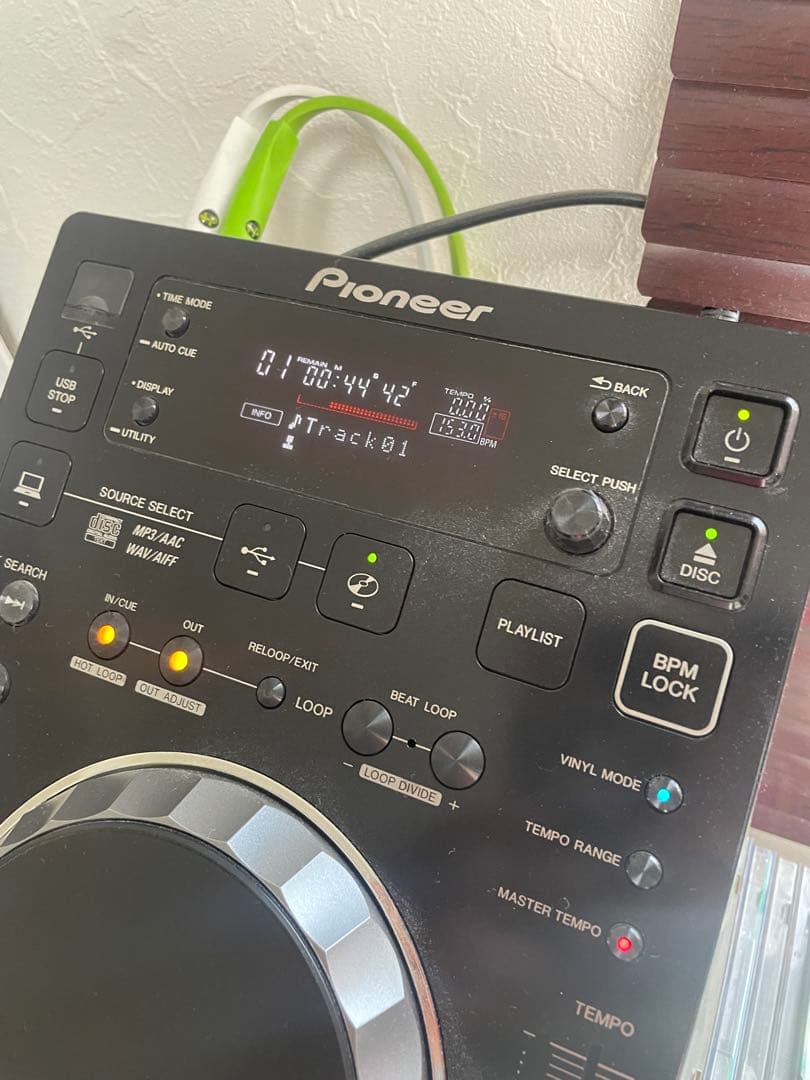 Pioneer
• TIME MODE
━ AUTO CUE
01 REMAIN M 00:44 S 42 F
TEMPO %
0.00
153.0 BPM
INFO ♪Track01
BACK
USB
STOP
• DISPLAY
━ UTILITY
SELECT PUSH
SOURCE SELECT
disc
TEXT
MP3/AAC
WAV/AIFF
DISC
SEARCH
IN/CUE
OUT
RELOOP/EXIT
HOT LOOP
OUT ADJUST
LOOP
BEAT LOOP
PLAYLIST
BPM
LOCK
− LOOP DIVIDE +
VINYL MODE
TEMPO RANGE
MASTER TEMPO
TEMPO
−